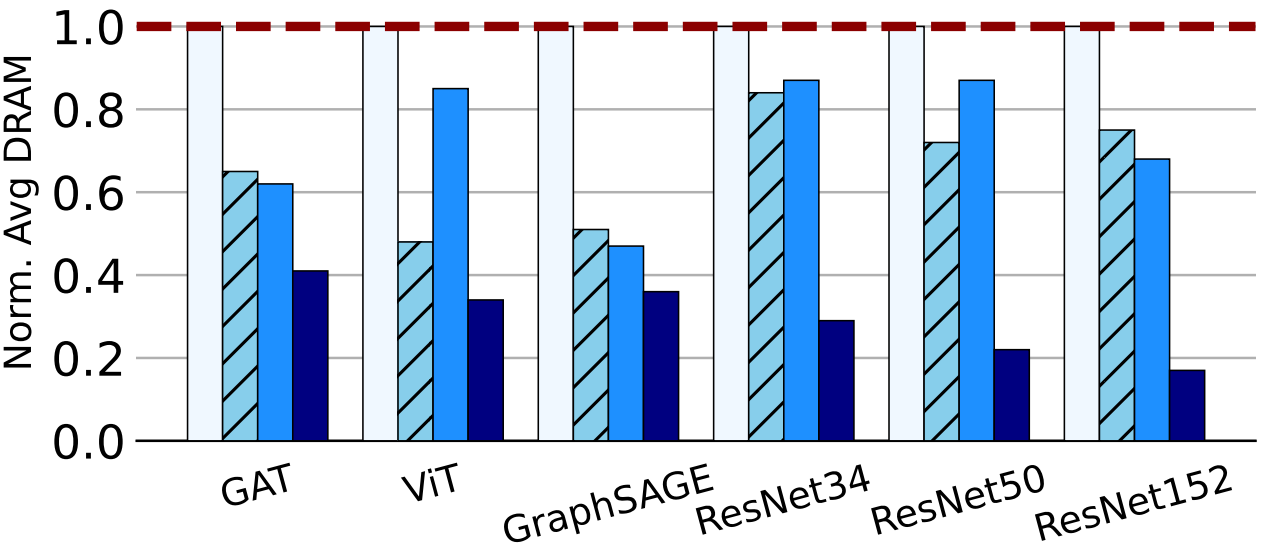 Norm. Avg DRAM
1.0
0.8
0.6
0.4
0.2
0.0
GAT
ViT
GraphSAGE
ResNet34
ResNet50
ResNet152